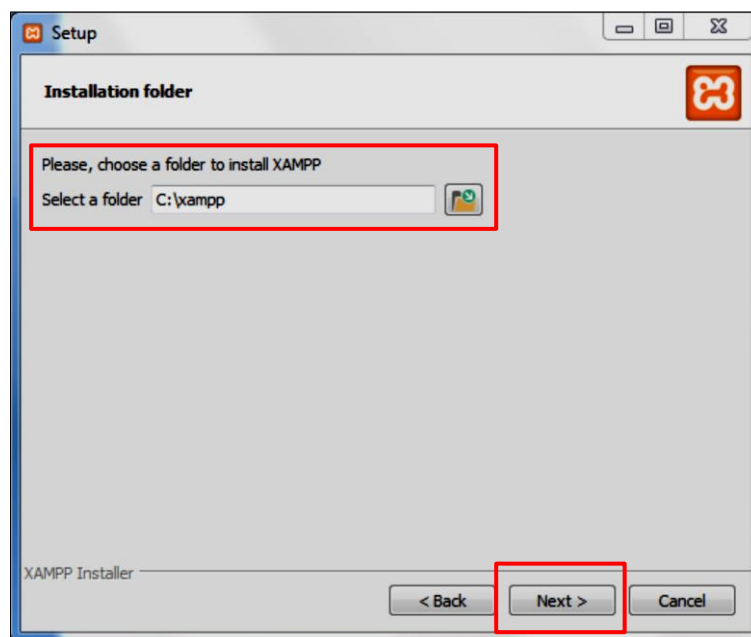 Setup
Installation folder
Please, choose a folder to install XAMPP
Select a folder C:\xampp
XAMPP Installer
< Back Next > Cancel